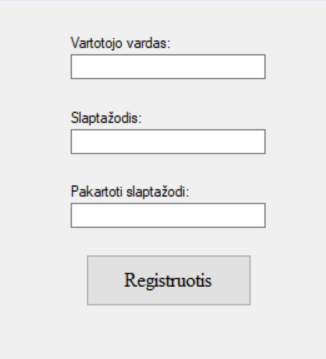 Vartotojo vardas:
Slaptažodis:
Pakartoti slaptažodi:
Registruotis